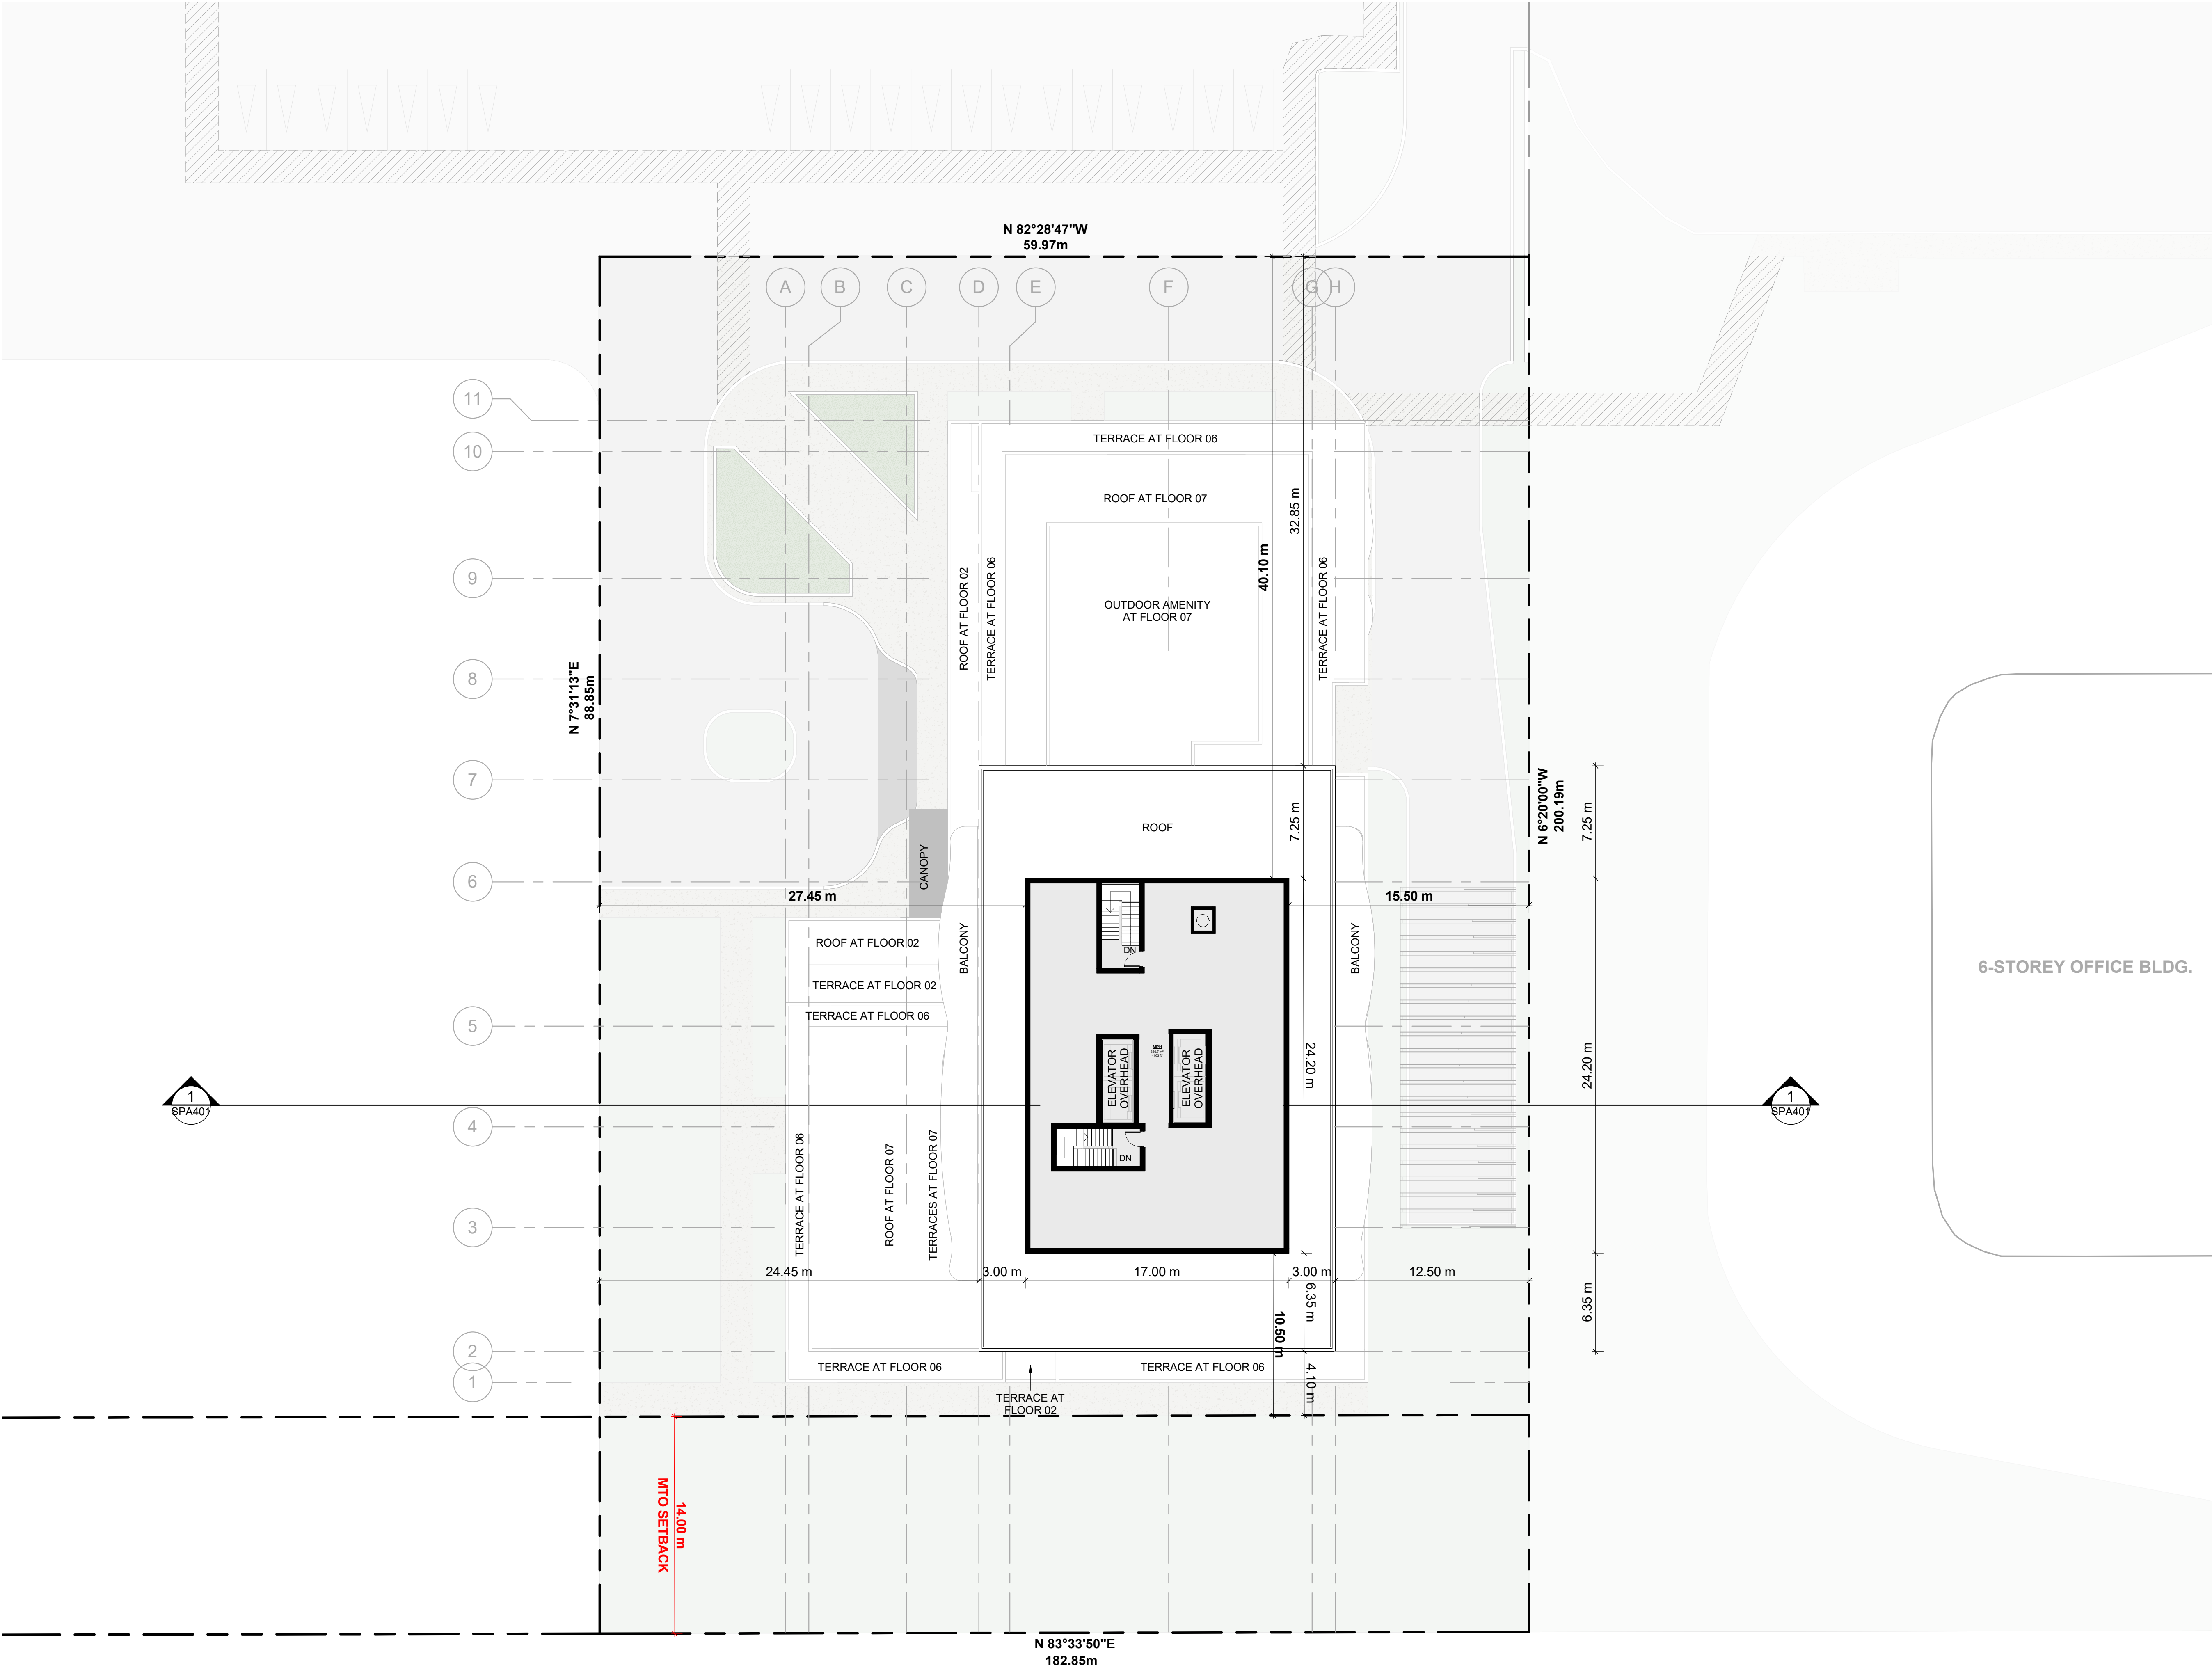 N 82°28'47"W
59.97m
A
B
C
D
E
F
G
H
11
10
9
8
7
6
5
4
3
2
1
TERRACE AT FLOOR 06
ROOF AT FLOOR 07
32.85 m
40.10 m
ROOF AT FLOOR 02
TERRACE AT FLOOR 06
TERRACE AT FLOOR 06
OUTDOOR AMENITY
AT FLOOR 07
N 7°31'13"E
88.85m
N 6°20'00"W
200.19m
7.25 m
7.25 m
ROOF
CANOPY
27.45 m
15.50 m
BALCONY
BALCONY
ROOF AT FLOOR 02
TERRACE AT FLOOR 02
TERRACE AT FLOOR 06
DN
6-STOREY OFFICE BLDG.
ELEVATOR
OVERHEAD
ELEVATOR
OVERHEAD
24.20 m
24.20 m
1
SPA401
1
SPA401
DN
TERRACE AT FLOOR 06
ROOF AT FLOOR 07
TERRACES AT FLOOR 07
24.45 m
3.00 m
17.00 m
3.00 m
12.50 m
6.35 m
6.35 m
10.50 m
4.10 m
TERRACE AT FLOOR 06
TERRACE AT FLOOR 06
TERRACE AT
FLOOR 02
14.00 m
MTO SETBACK
N 83°33'50"E
182.85m